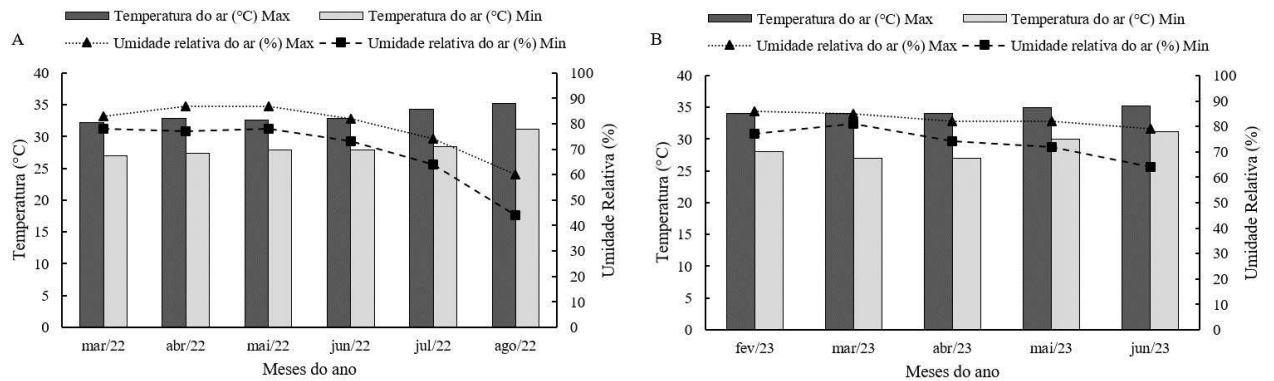 A
Temperatura do ar (°C) Max
Temperatura do ar (°C) Min
Umidade relativa do ar (%) Max
Umidade relativa do ar (%) Min
Temperatura (°C)
40
35
30
25
20
15
10
5
0
100
90
80
70
60
50
40
30
20
10
0
Umidade Relativa (%)
mar/22 abr/22 mai/22 jun/22 jul/22 ago/22
Meses do ano
B
Temperatura do ar (°C) Max
Temperatura do ar (°C) Min
Umidade relativa do ar (%) Max
Umidade relativa do ar (%) Min
Temperatura (°C)
40
35
30
25
20
15
10
5
0
100
90
80
70
60
50
40
30
20
10
0
Umidade Relativa (%)
fev/23 mar/23 abr/23 mai/23 jun/23
Meses do ano